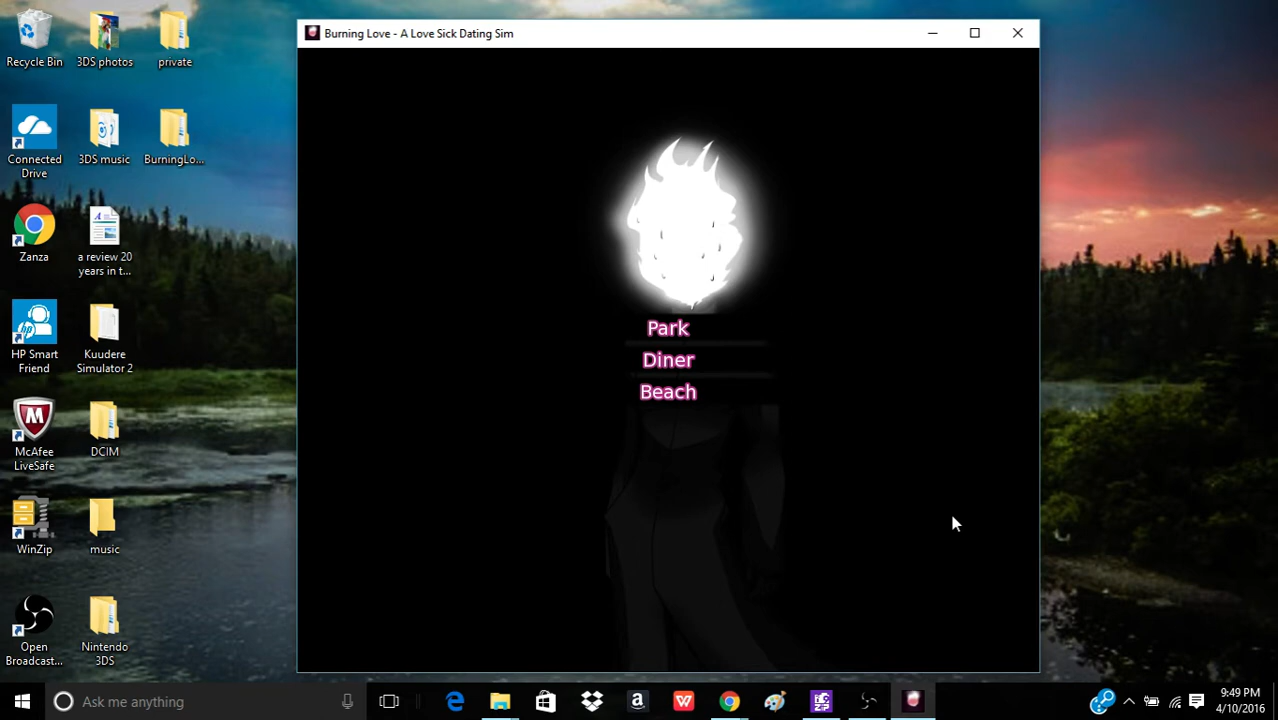 Burning Love - A Love Sick Dating Sim
Recycle Bin
3DS photos
private
Connected
Drive
3DS music
BurningLo...
Zanza
a review 20
years in t...
HP Smart
Friend
Kuudere
Simulator 2
McAfee
LiveSafe
DCIM
WinZip
music
Open
Broadcast...
Nintendo
3DS
Park
Diner
Beach
Ask me anything
9:49 PM
4/10/2016